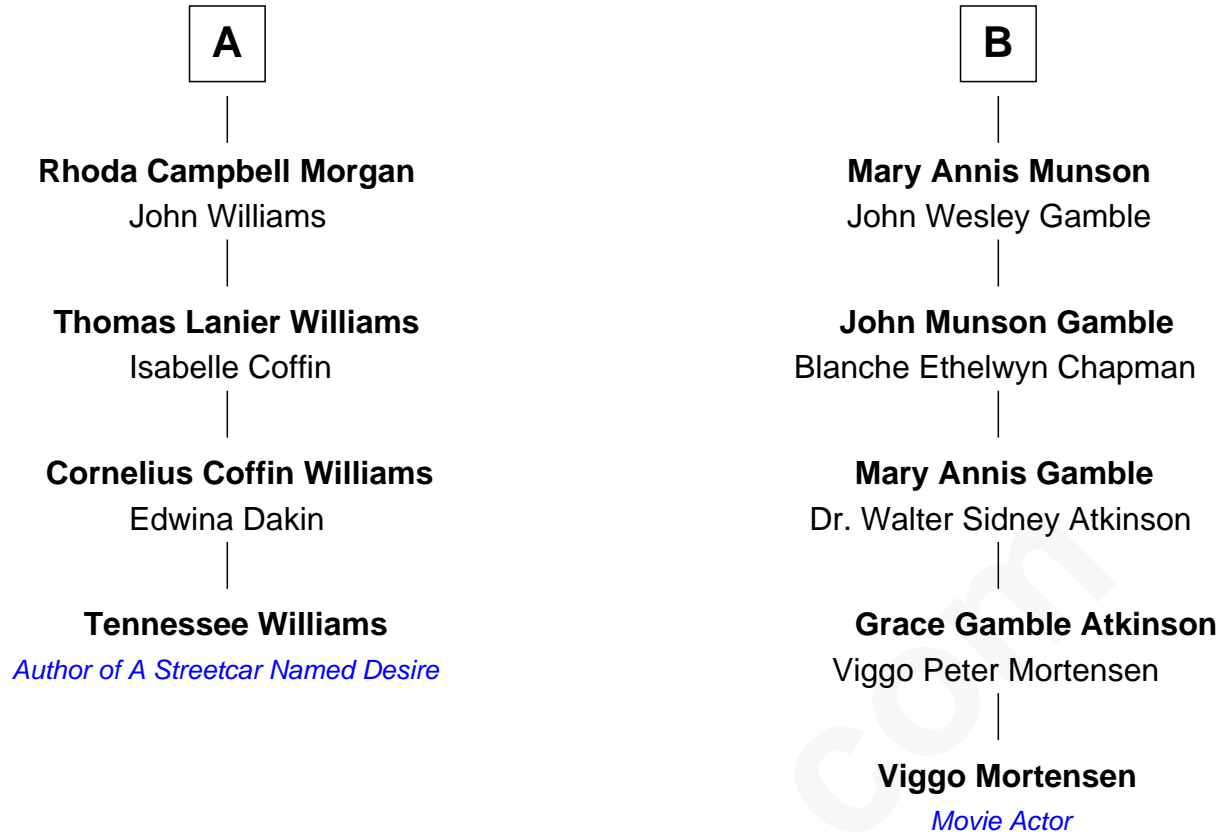 A
Rhoda Campbell Morgan
John Williams
Thomas Lanier Williams
Isabelle Coffin
Cornelius Coffin Williams
Edwina Dakin
Tennessee Williams
Author of A Streetcar Named Desire
B
Mary Annis Munson
John Wesley Gamble
John Munson Gamble
Blanche Ethelwyn Chapman
Mary Annis Gamble
Dr. Walter Sidney Atkinson
Grace Gamble Atkinson
Viggo Peter Mortensen
Viggo Mortensen
Movie Actor
com